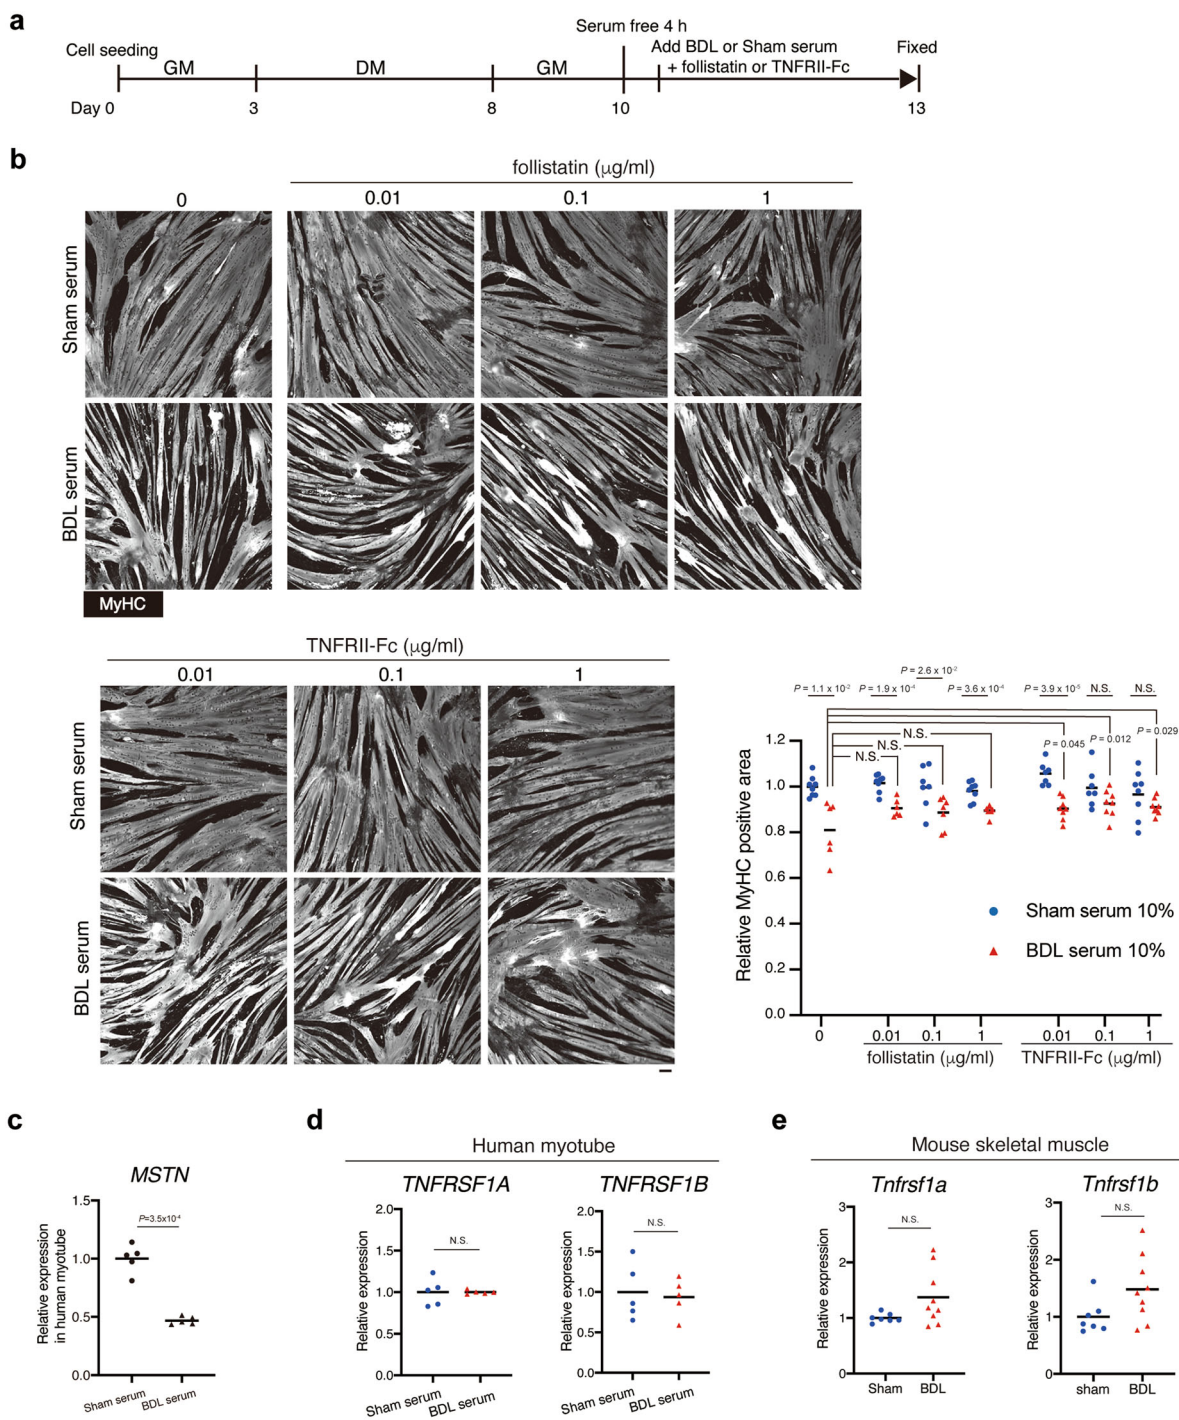 a
Serum free 4 h
Cell seeding
Add BDL or Sham serum
Fixed
GM
DM
GM
+ follistatin or TNFRII-Fc
Day 0
3
8
10
13
b
follistatin (μg/ml)
0
0.01
0.1
1
Sham serum
BDL serum
MyHC
TNFRII-Fc (μg/ml)
0.01
0.1
1
Sham serum
BDL serum
P = 2.6 x 10-2
P = 1.1 x 10-2
P = 1.9 x 10-4
P = 3.6 x 10-4
P = 3.9 x 10-5
N.S.
N.S.
N.S.
N.S.
N.S.
P = 0.045
P = 0.012
P = 0.029
Relative MyHC positive area
1.2
1.0
0.8
0.6
0.4
0.2
0.0
Sham serum 10%
BDL serum 10%
0
0.01
0.1
1
0.01
0.1
1
follistatin (μg/ml)
TNFRII-Fc (μg/ml)
c
MSTN
Relative expression
in human myotube
1.5
1.0
0.5
0.0
P=3.5x10-4
Sham serum
BDL serum
d
Human myotube
TNFRSF1A
Relative expression
2.0
1.5
1.0
0.5
0.0
N.S.
Sham serum
BDL serum
TNFRSF1B
Relative expression
2.0
1.5
1.0
0.5
0.0
N.S.
Sham serum
BDL serum
e
Mouse skeletal muscle
Tnfrsf1a
Relative expression
3
2
1
0
N.S.
Sham
BDL
Tnfrsf1b
Relative expression
3
2
1
0
N.S.
sham
BDL